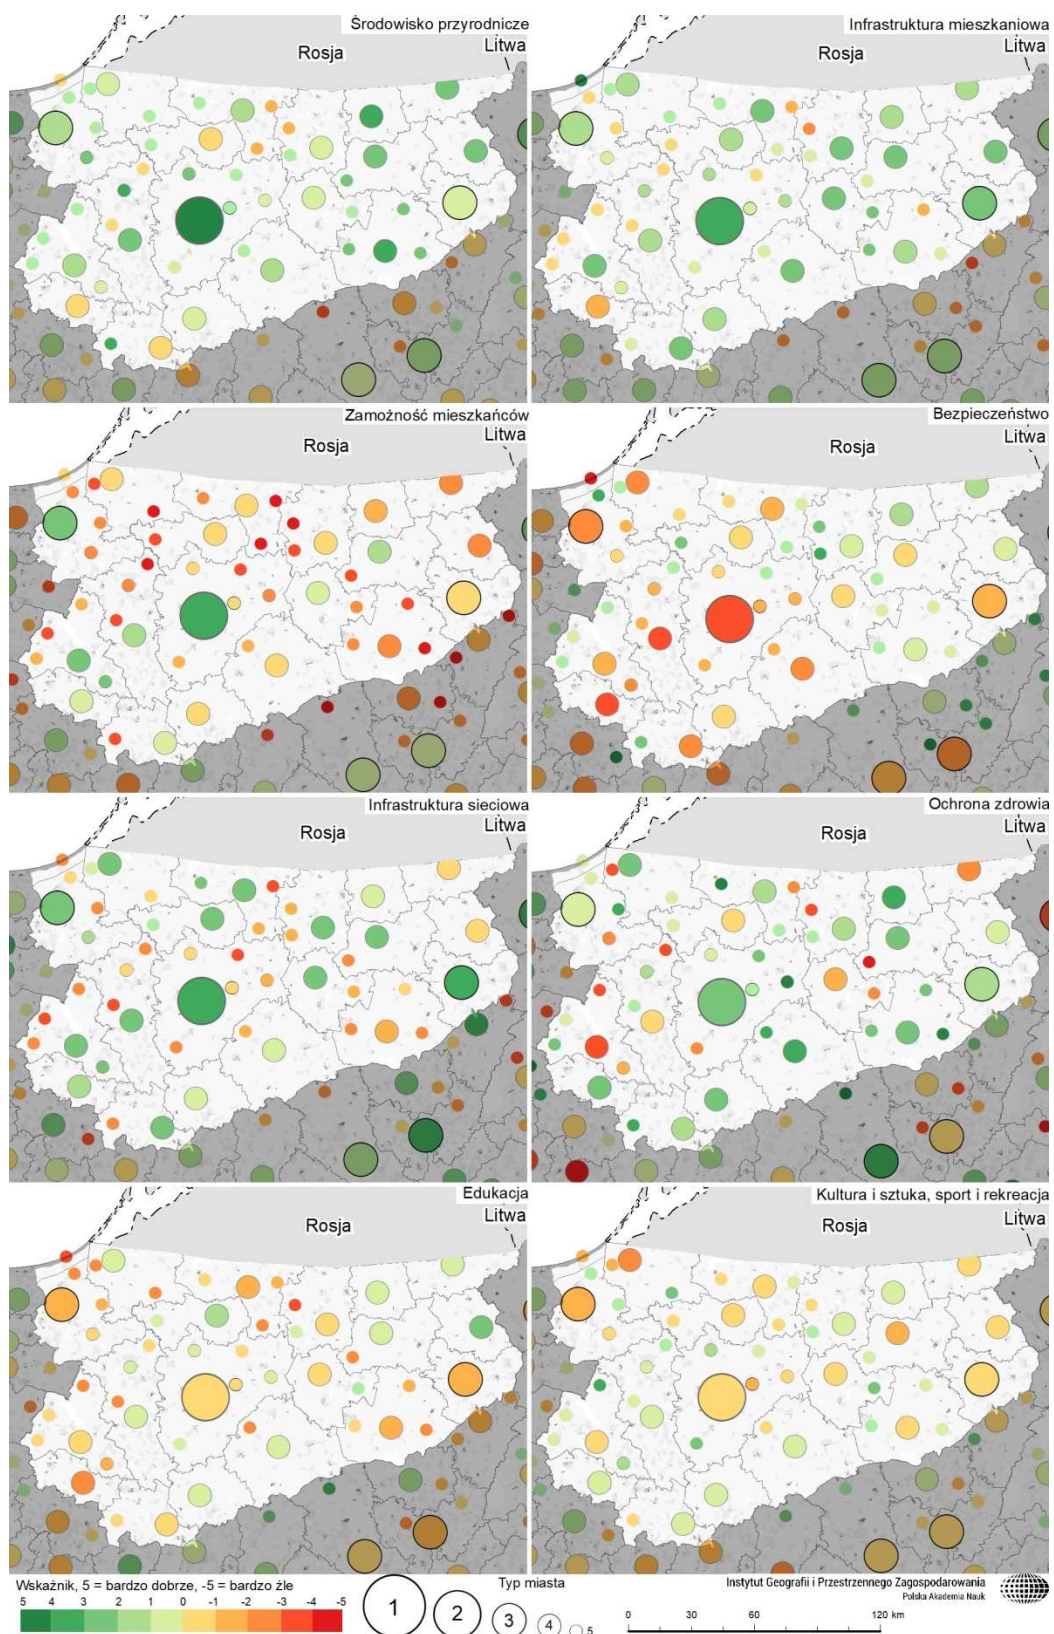 Środowisko przyrodnicze
Rosja
Litwa
Infrastruktura mieszkaniowa
Rosja
Litwa
Zamożność mieszkańców
Rosja
Litwa
Bezpieczeństwo
Rosja
Litwa
Infrastruktura sieciowa
Rosja
Litwa
Ochrona zdrowia
Rosja
Litwa
Edukacja
Rosja
Litwa
Kultura i sztuka, sport i rekreacja
Rosja
Litwa
Wskaźnik, 5 = bardzo dobrze, -5 = bardzo źle
5 4 3 2 1 0 -1 -2 -3 -4 -5
Typ miasta
1 2 3 4 5
Instytut Geografii i Przestrzennego Zagospodarowania
Polska Akademia Nauk
0 30 60 120 km